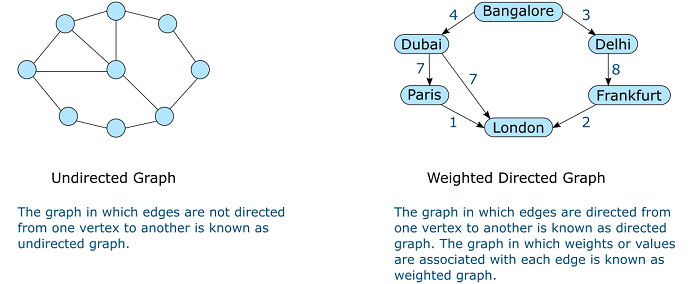 Bangalore
4
3
Dubai
Delhi
7
7
8
Paris
Frankfurt
1
2
London
Undirected Graph
The graph in which edges are not directed
from one vertex to another is known as
undirected graph.
Weighted Directed Graph
The graph in which edges are directed from
one vertex to another is known as directed
graph. The graph in which weights or values
are associated with each edge is known as
weighted graph.